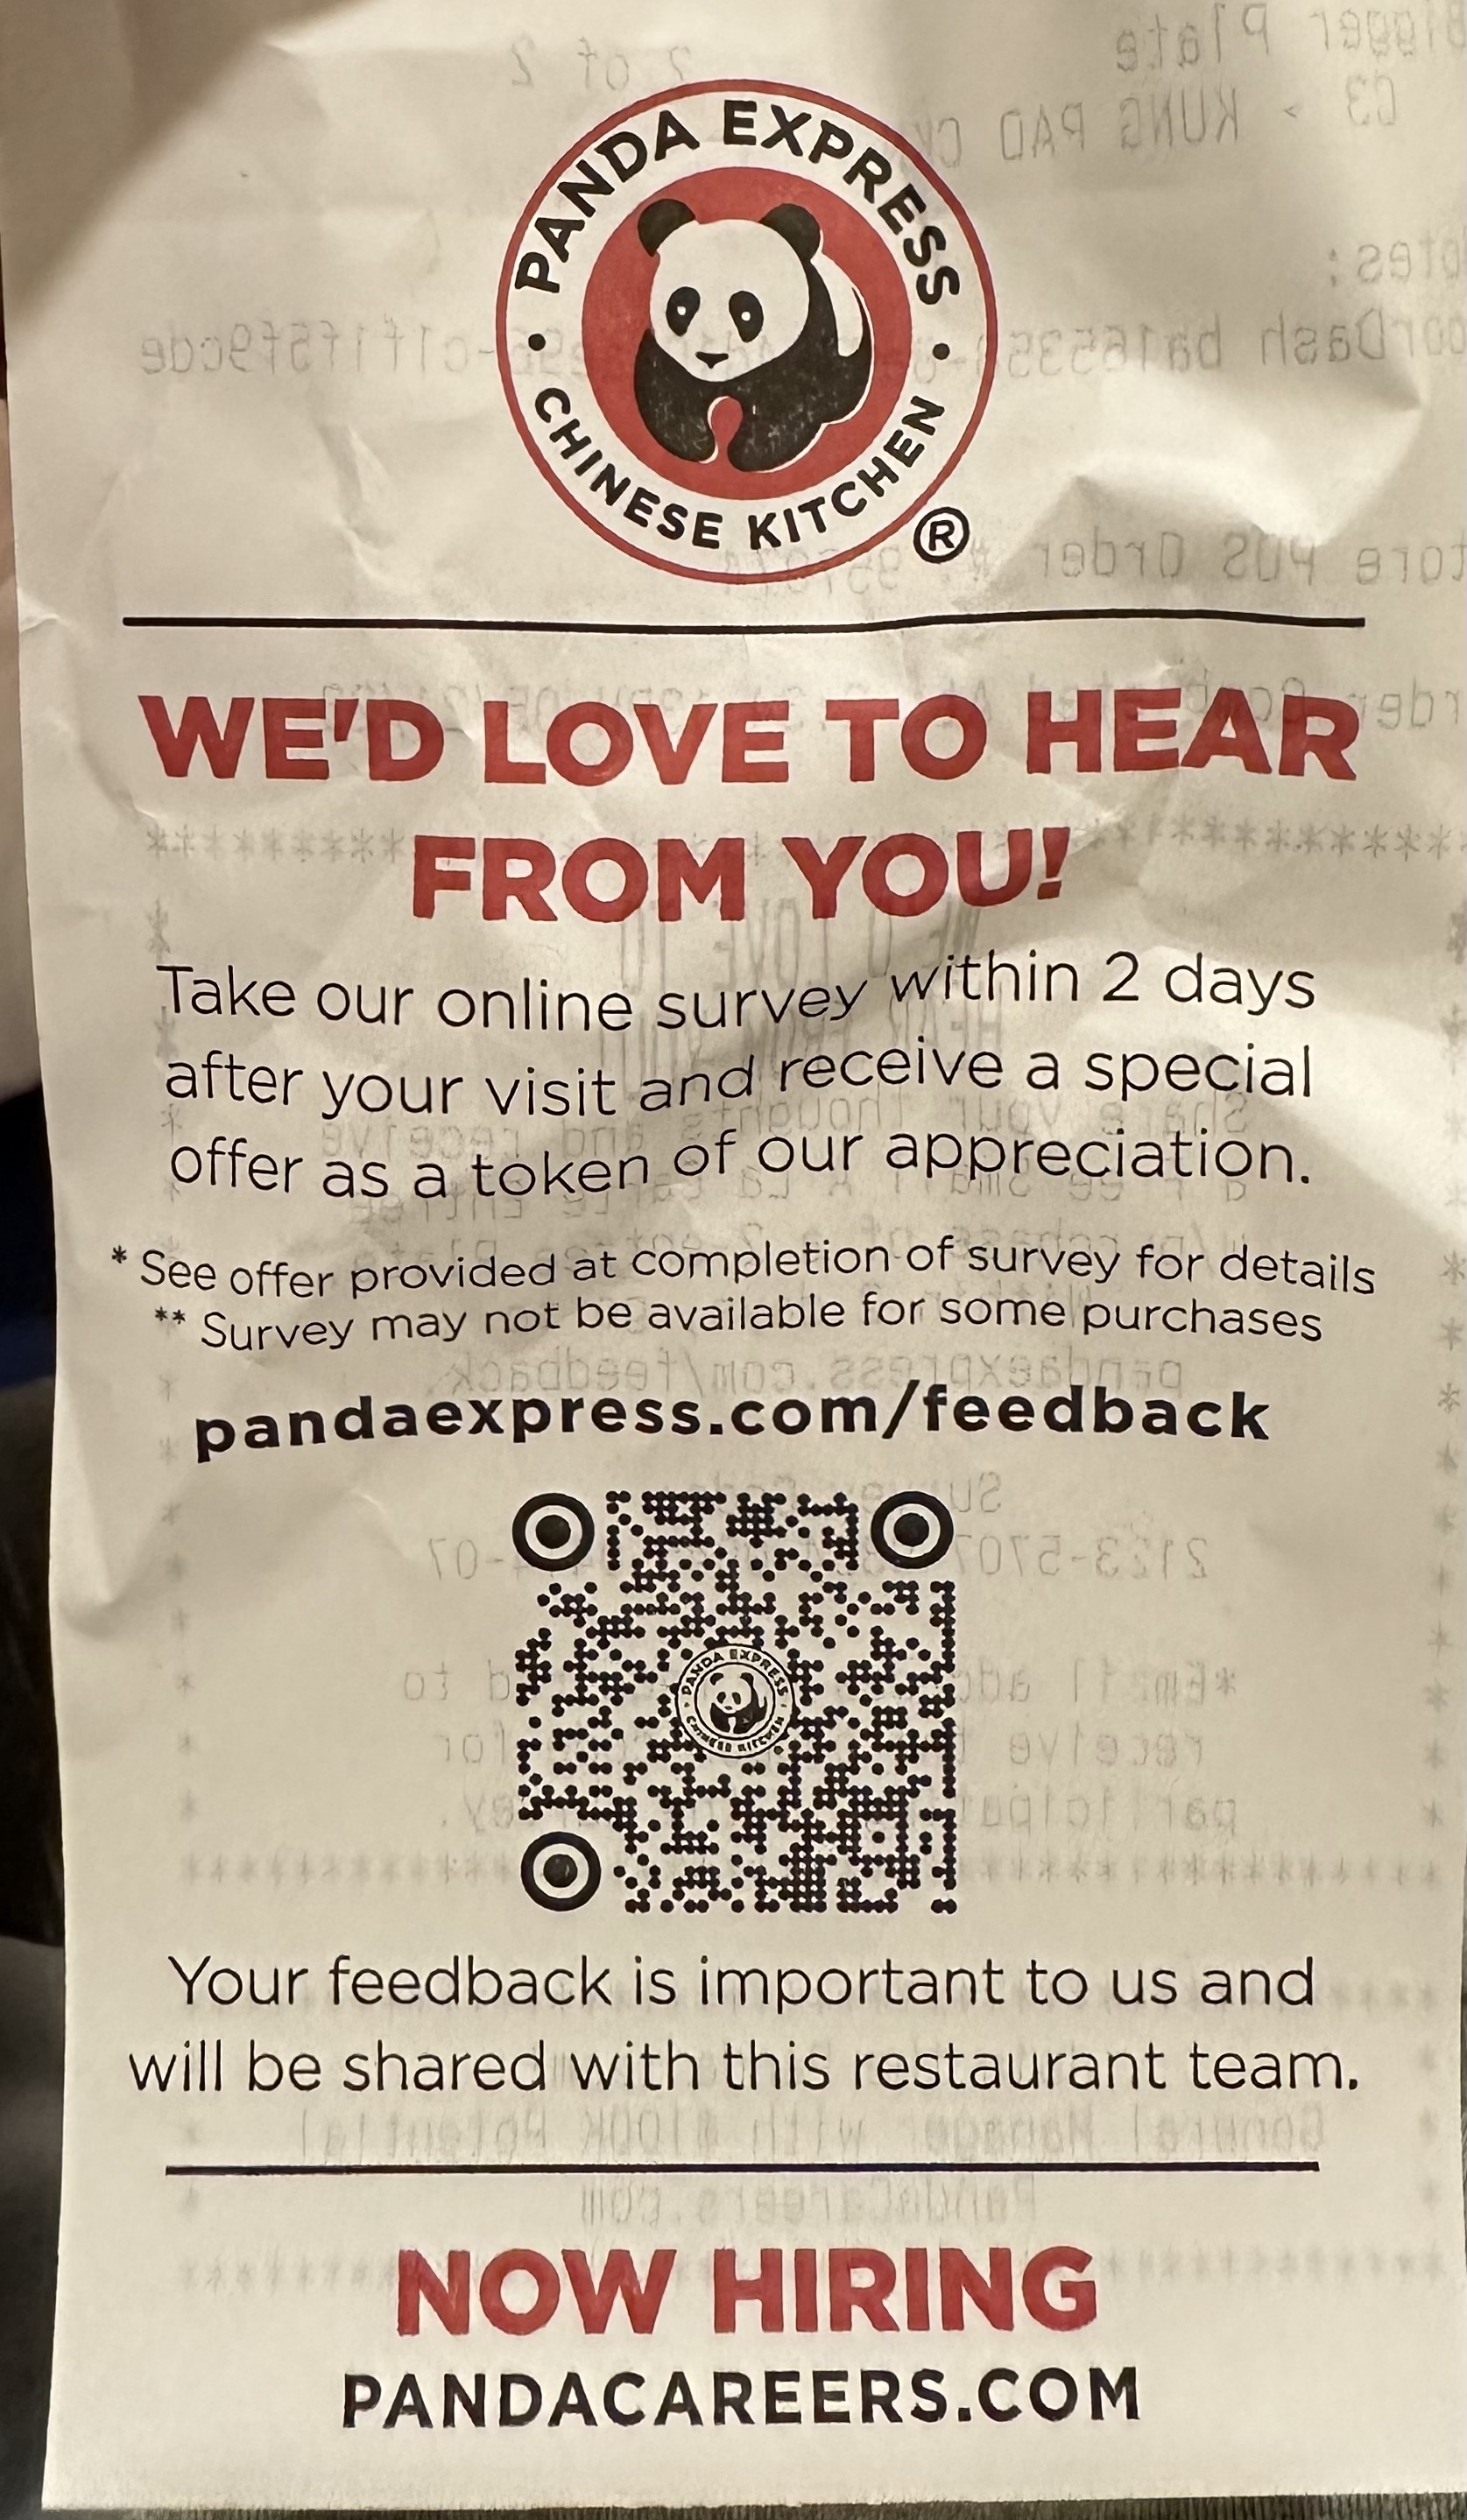 PANDA EXPRESS
CHINESE KITCHEN
®
WE'D LOVE TO HEAR
FROM YOU!
Take our online survey within 2 days
after your visit and receive a special
offer as a token of our appreciation.
* See offer provided at completion of survey for details
** Survey may not be available for some purchases
pandaexpress.com/feedback
PANDA EXPRESS
CHINESE KITCHEN
Your feedback is important to us and
will be shared with this restaurant team.
NOW HIRING
PANDACAREERS.COM